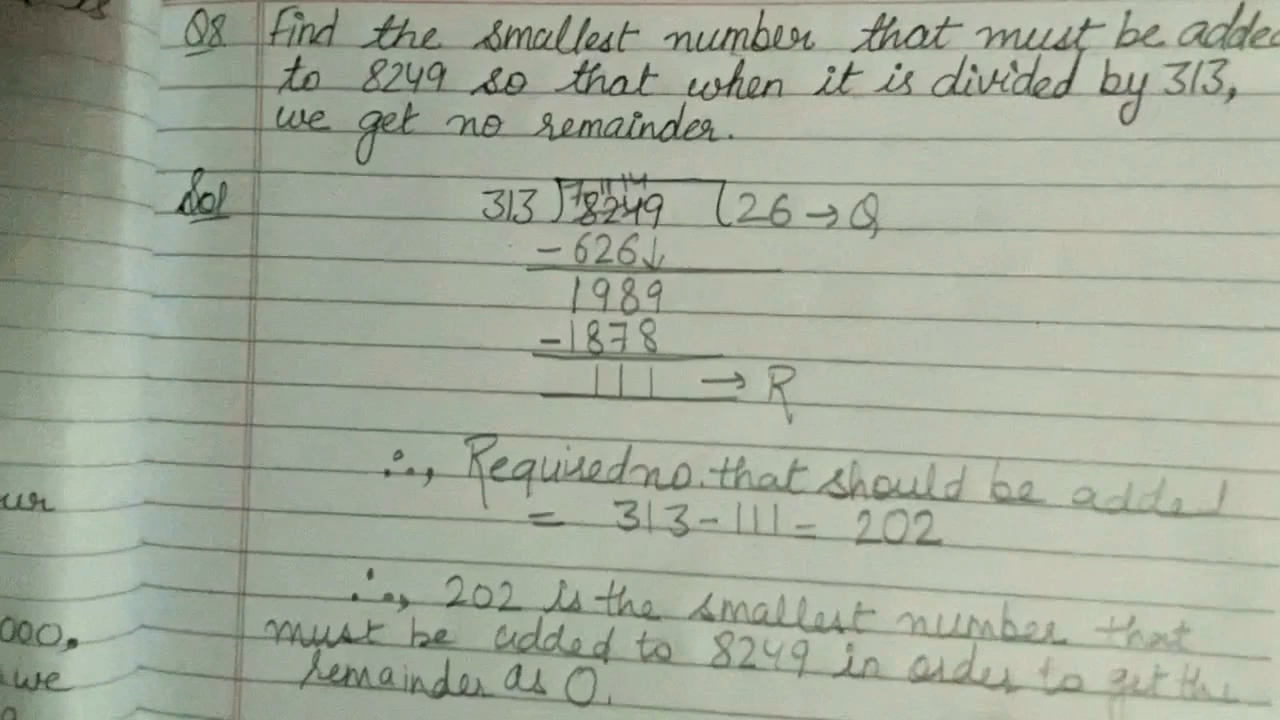 Q8 Find the smallest number that must be added
to 8249 so that when it is divided by 313,
we get no remainder.
Sol 313 ) 8249 ( 26 → Q
- 626↓
1989
- 1878
111 → R
∴, Required no. that should be added
= 313 - 111 = 202
∴, 202 is the smallest number that
must be added to 8249 in order to get the
remainder as 0.
ur
000,
we